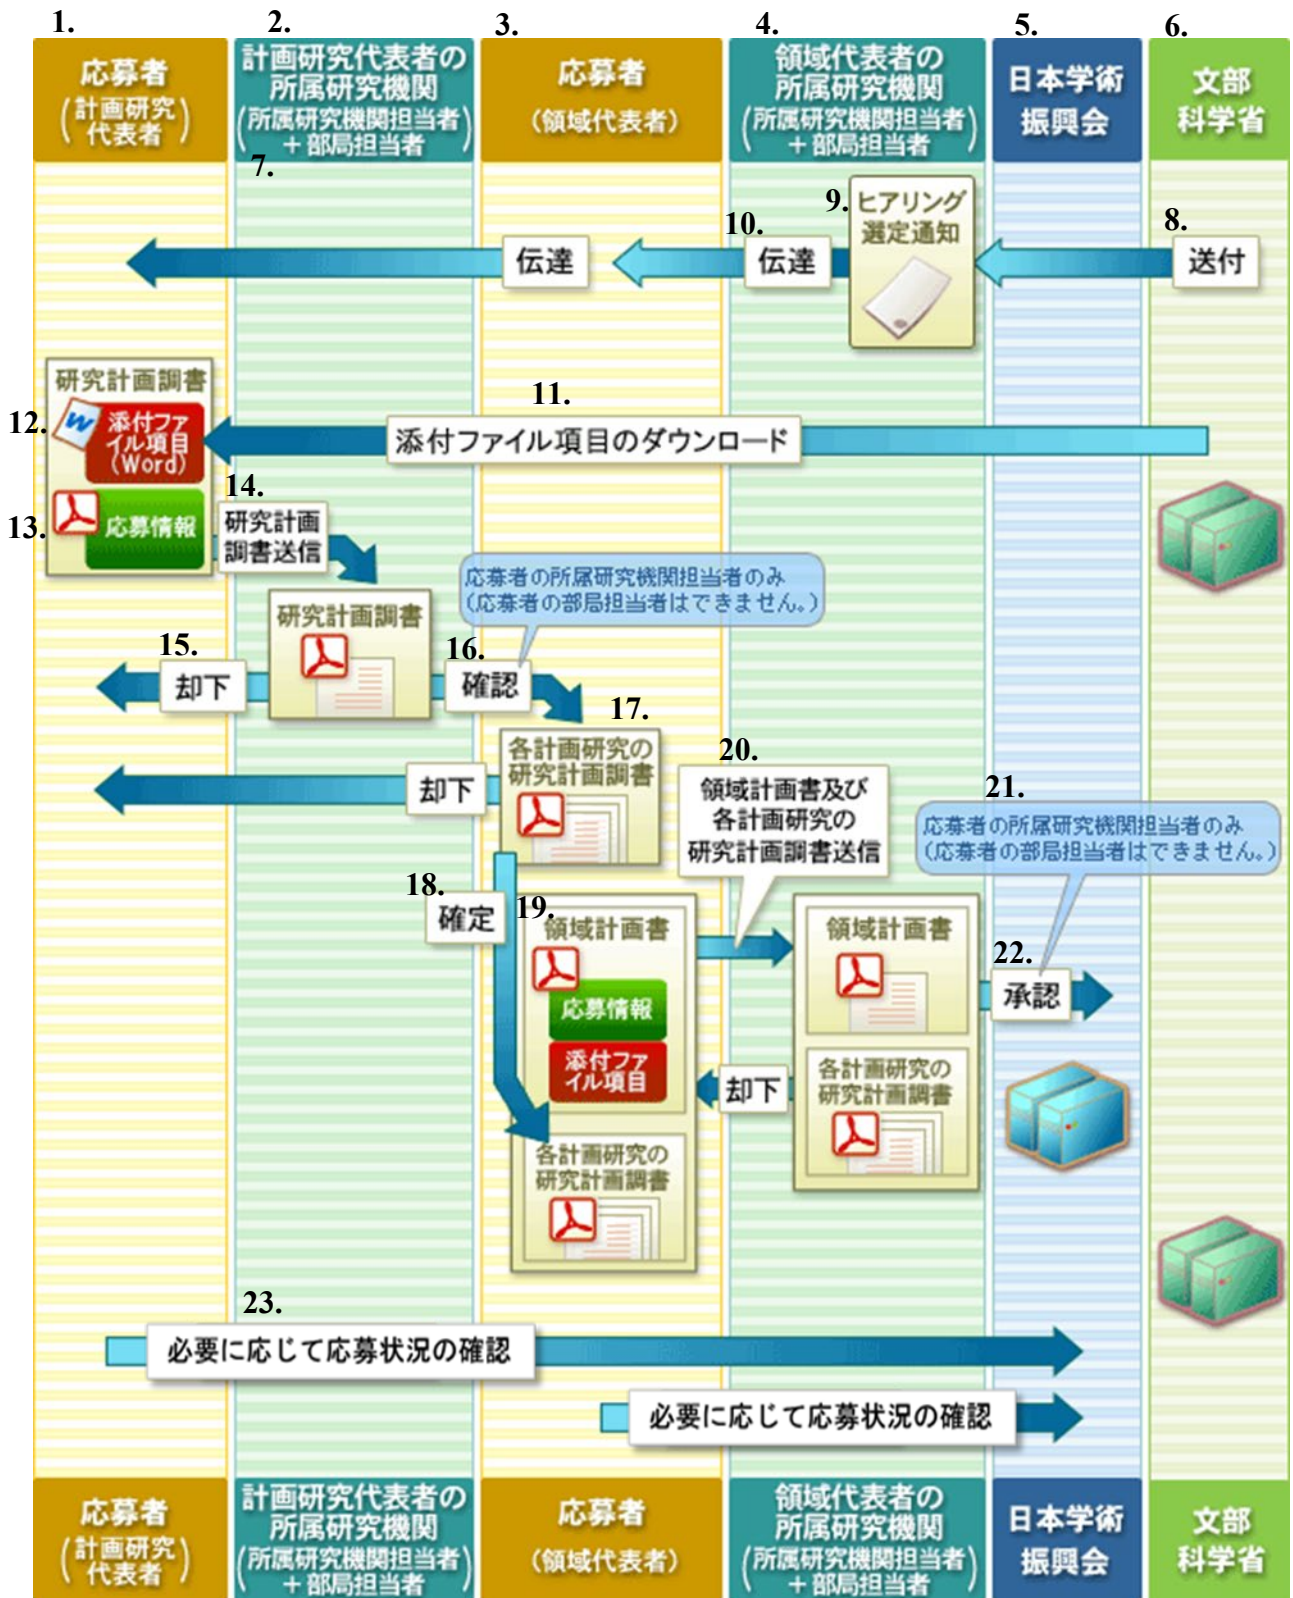 1.
2.
3.
4.
5.
6.
応募者
(計画研究
代表者)
計画研究代表者の
所属研究機関
(所属研究機関担当者
+部局担当者)
応募者
(領域代表者)
領域代表者の
所属研究機関
(所属研究機関担当者
+部局担当者)
日本学術
振興会
文部
科学省
7.
8.
9.
10.
ヒアリング
選定通知
伝達
伝達
送付
11.
研究計画調書
12.
W
添付ファ
イル項目
(Word)
添付ファイル項目のダウンロード
13.
応募情報
14.
研究計画
調書送信
応募者の所属研究機関担当者のみ
(応募者の部局担当者はできません。)
研究計画調書
15.
却下
16.
確認
17.
各計画研究の
研究計画調書
却下
20.
領域計画書及び
各計画研究の
研究計画調書送信
21.
応募者の所属研究機関担当者のみ
(応募者の部局担当者はできません。)
18.
確定
19.
領域計画書
応募情報
添付ファ
イル項目
各計画研究の
研究計画調書
領域計画書
22.
承認
却下
各計画研究の
研究計画調書
23.
必要に応じて応募状況の確認
必要に応じて応募状況の確認
応募者
(計画研究
代表者)
計画研究代表者の
所属研究機関
(所属研究機関担当者
+部局担当者)
応募者
(領域代表者)
領域代表者の
所属研究機関
(所属研究機関担当者
+部局担当者)
日本学術
振興会
文部
科学省